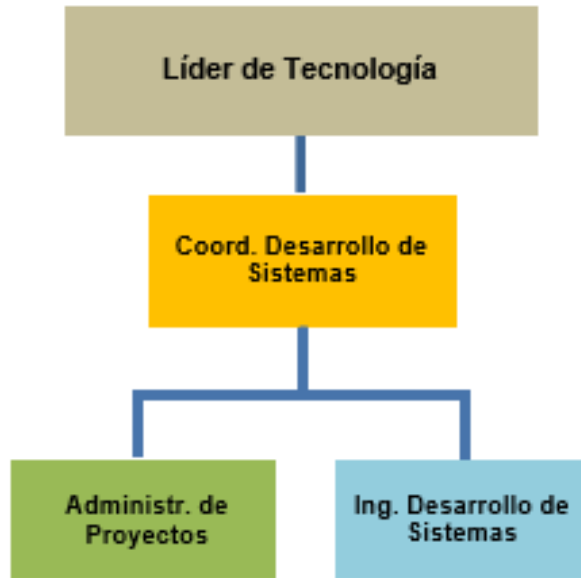 Líder de Tecnología
Coord. Desarrollo de
Sistemas
Administr. de
Proyectos
Ing. Desarrollo de
Sistemas